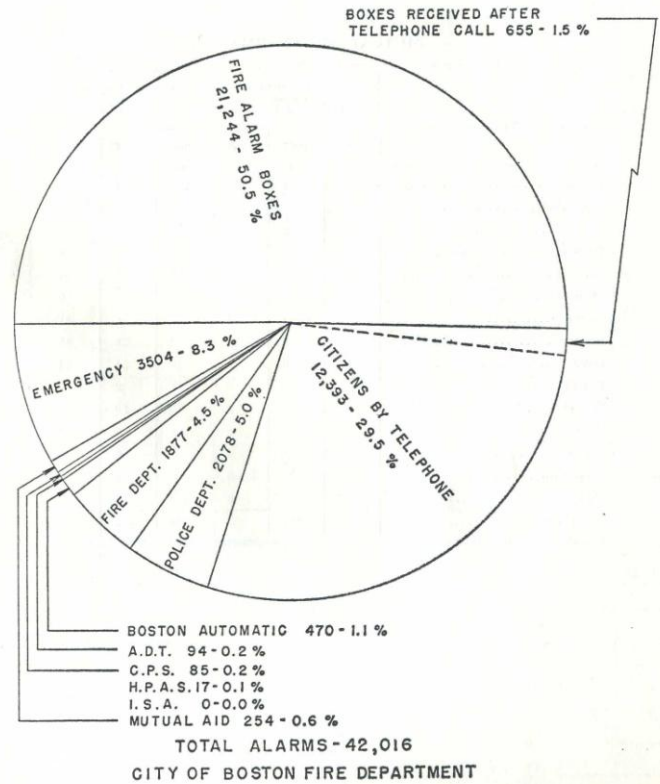 BOXES RECEIVED AFTER
TELEPHONE CALL 655-1.5 %
FIRE ALARM BOXES
21,244 - 50.5 %
CITIZENS BY TELEPHONE
12,393 - 29.5 %
EMERGENCY 3504-8.3 %
FIRE DEPT. 1877-4.5%
POLICE DEPT. 2078-5.0%
BOSTON AUTOMATIC 470-1.1 %
A.D.T. 94-0.2 %
C.P.S. 85-0.2 %
H.P.A.S. 17-0.1 %
I.S.A. 0-0.0 %
MUTUAL AID 254-0.6 %
TOTAL ALARMS-42,016
CITY OF BOSTON FIRE DEPARTMENT